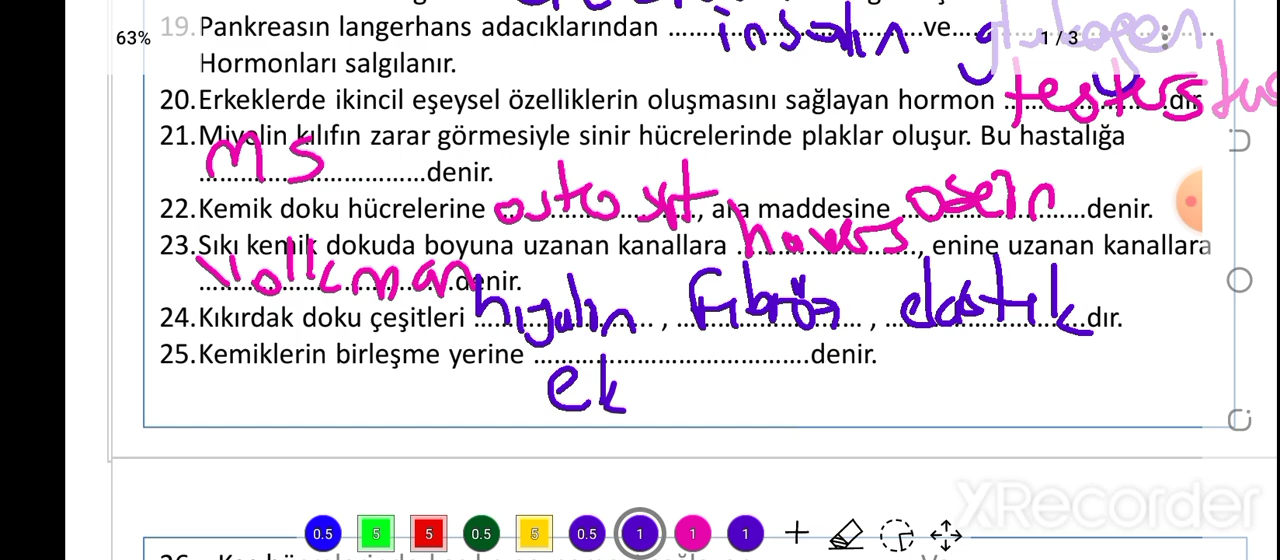 63%
19.Pankreasın langerhans adacıklarından ........insulin..ve....glukogen
1 / 3
Hormonları salgılanır.
20.Erkeklerde ikincil eşeysel özelliklerin oluşmasını sağlayan hormon ..................dır
21.Miyelin kılıfın zarar görmesiyle sinir hücrelerinde plaklar oluşur. Bu hastalığa
MS..................denir.
22.Kemik doku hücrelerine osteosit, ara maddesine osein......denir.
23.Sıkı kemik dokuda boyuna uzanan kanallara havers, enine uzanan kanallara
Volkman denir.
24.Kıkırdak doku çeşitleri hiyalin , fibröz , elastik dır.
25.Kemiklerin birleşme yerine ....................................denir.
ek
XRecorder
0.5 5 5 0.5 5 0.5 1 1 1